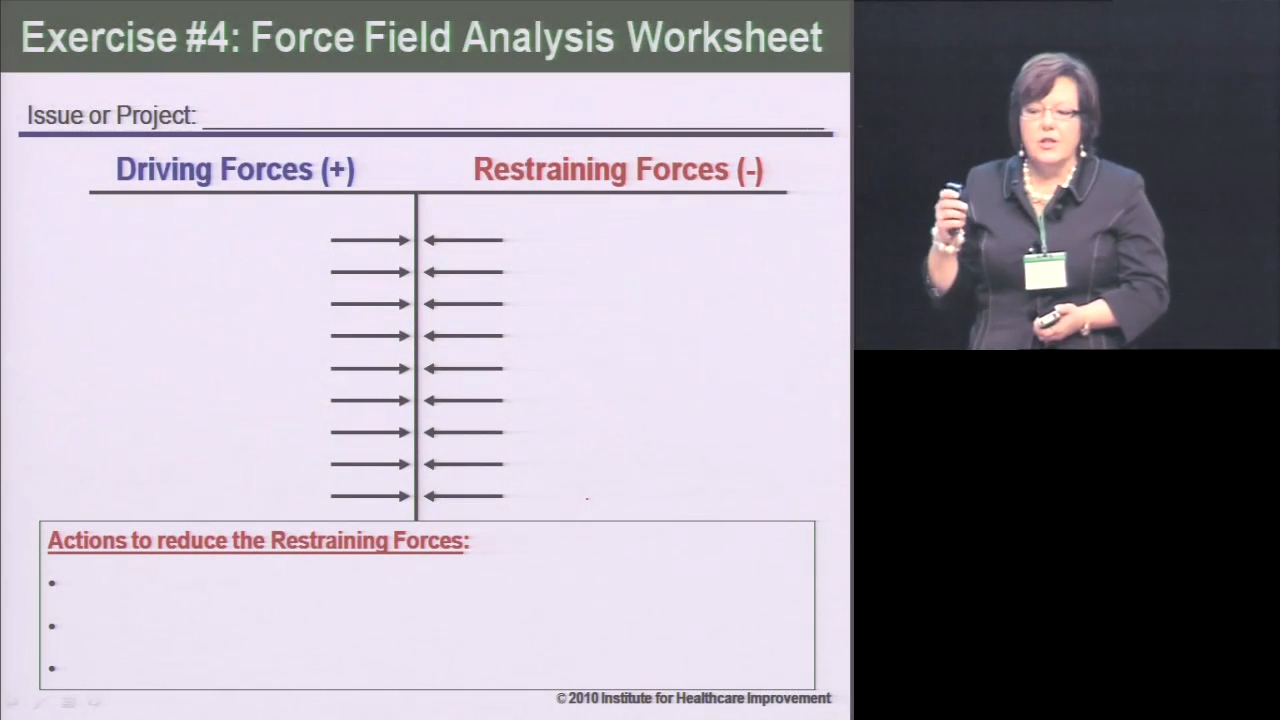 Exercise #4: Force Field Analysis Worksheet
Issue or Project:
Driving Forces (+)
Restraining Forces (-)
Actions to reduce the Restraining Forces:
© 2010 Institute for Healthcare Improvement